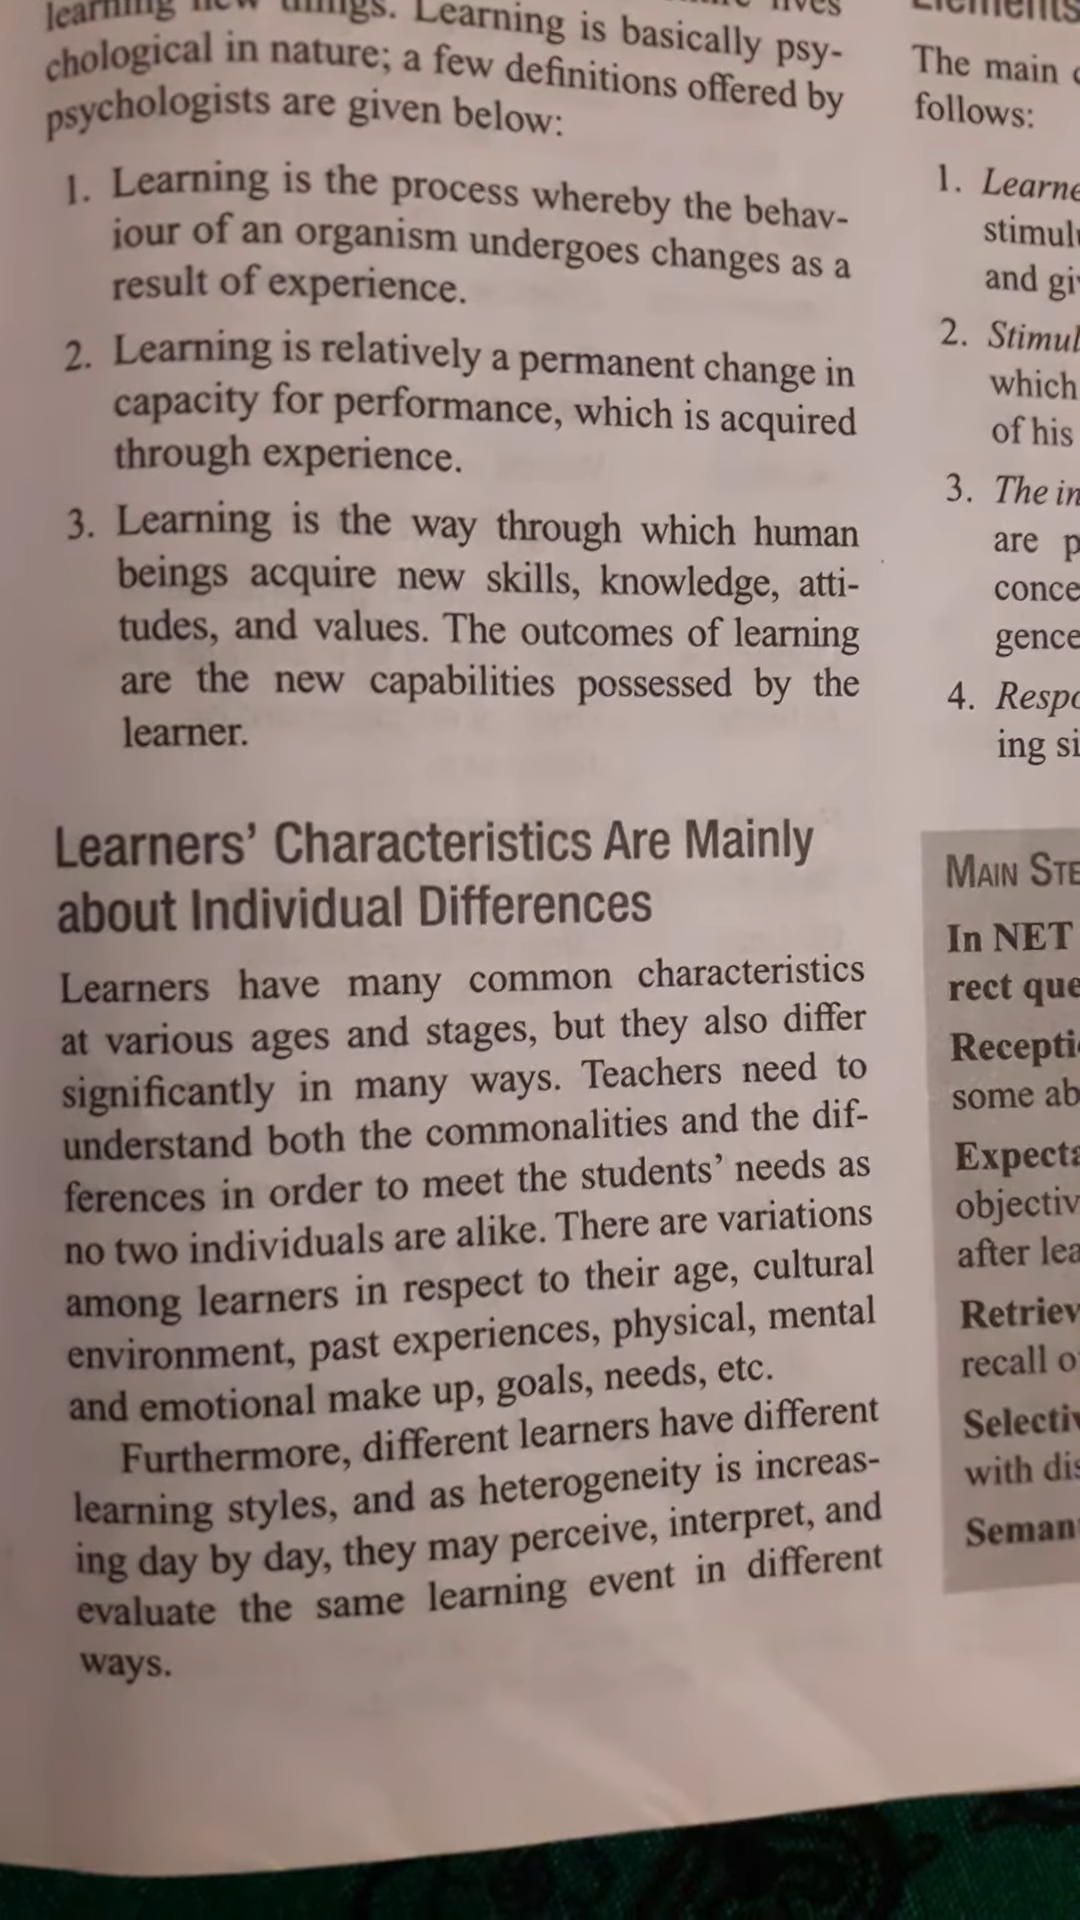 things. Learning is basically psy-
chological in nature; a few definitions offered by
psychologists are given below:
1. Learning is the process whereby the behav-
iour of an organism undergoes changes as a
result of experience.
2. Learning is relatively a permanent change in
capacity for performance, which is acquired
through experience.
3. Learning is the way through which human
beings acquire new skills, knowledge, atti-
tudes, and values. The outcomes of learning
are the new capabilities possessed by the
learner.
Learners' Characteristics Are Mainly
about Individual Differences
Learners have many common characteristics
at various ages and stages, but they also differ
significantly in many ways. Teachers need to
understand both the commonalities and the dif-
ferences in order to meet the students' needs as
no two individuals are alike. There are variations
among learners in respect to their age, cultural
environment, past experiences, physical, mental
and emotional make up, goals, needs, etc.
Furthermore, different learners have different
learning styles, and as heterogeneity is increas-
ing day by day, they may perceive, interpret, and
evaluate the same learning event in different
ways.
The main
follows:
1.
and
2.
which
of his
3. The
are
4.
ing
MAIN
In NET
rect
some
after
recall
with